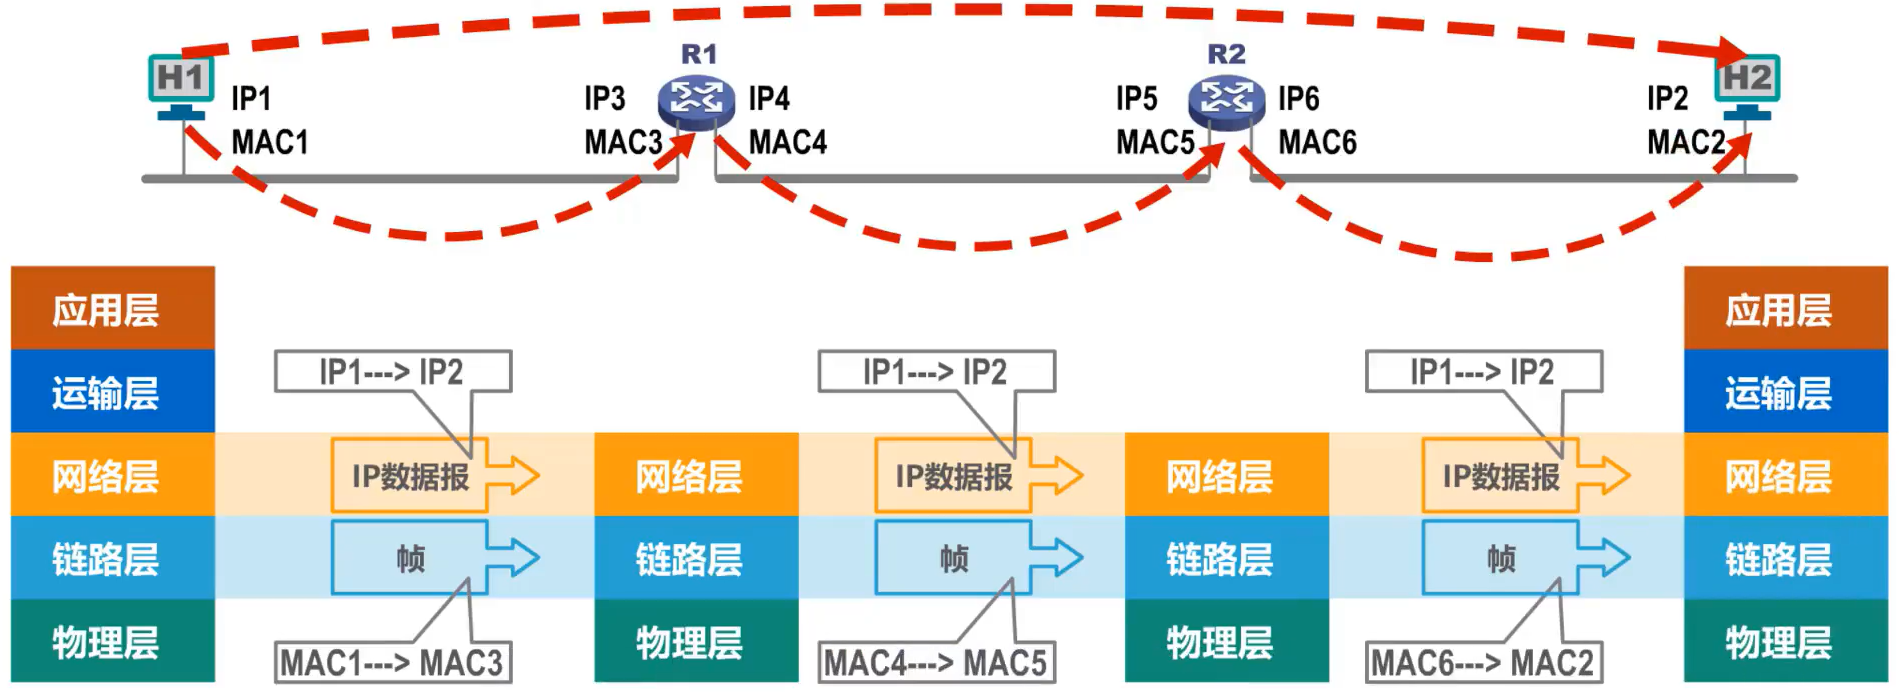 H1
R1
R2
H2
IP1
MAC1
IP3
MAC3
IP4
MAC4
IP5
MAC5
IP6
MAC6
IP2
MAC2
应用层
应用层
运输层
IP1---> IP2
IP1---> IP2
IP1---> IP2
运输层
网络层
IP数据报
网络层
IP数据报
网络层
IP数据报
网络层
链路层
帧
链路层
帧
链路层
帧
链路层
物理层
MAC1---> MAC3
物理层
MAC4---> MAC5
物理层
MAC6---> MAC2
物理层